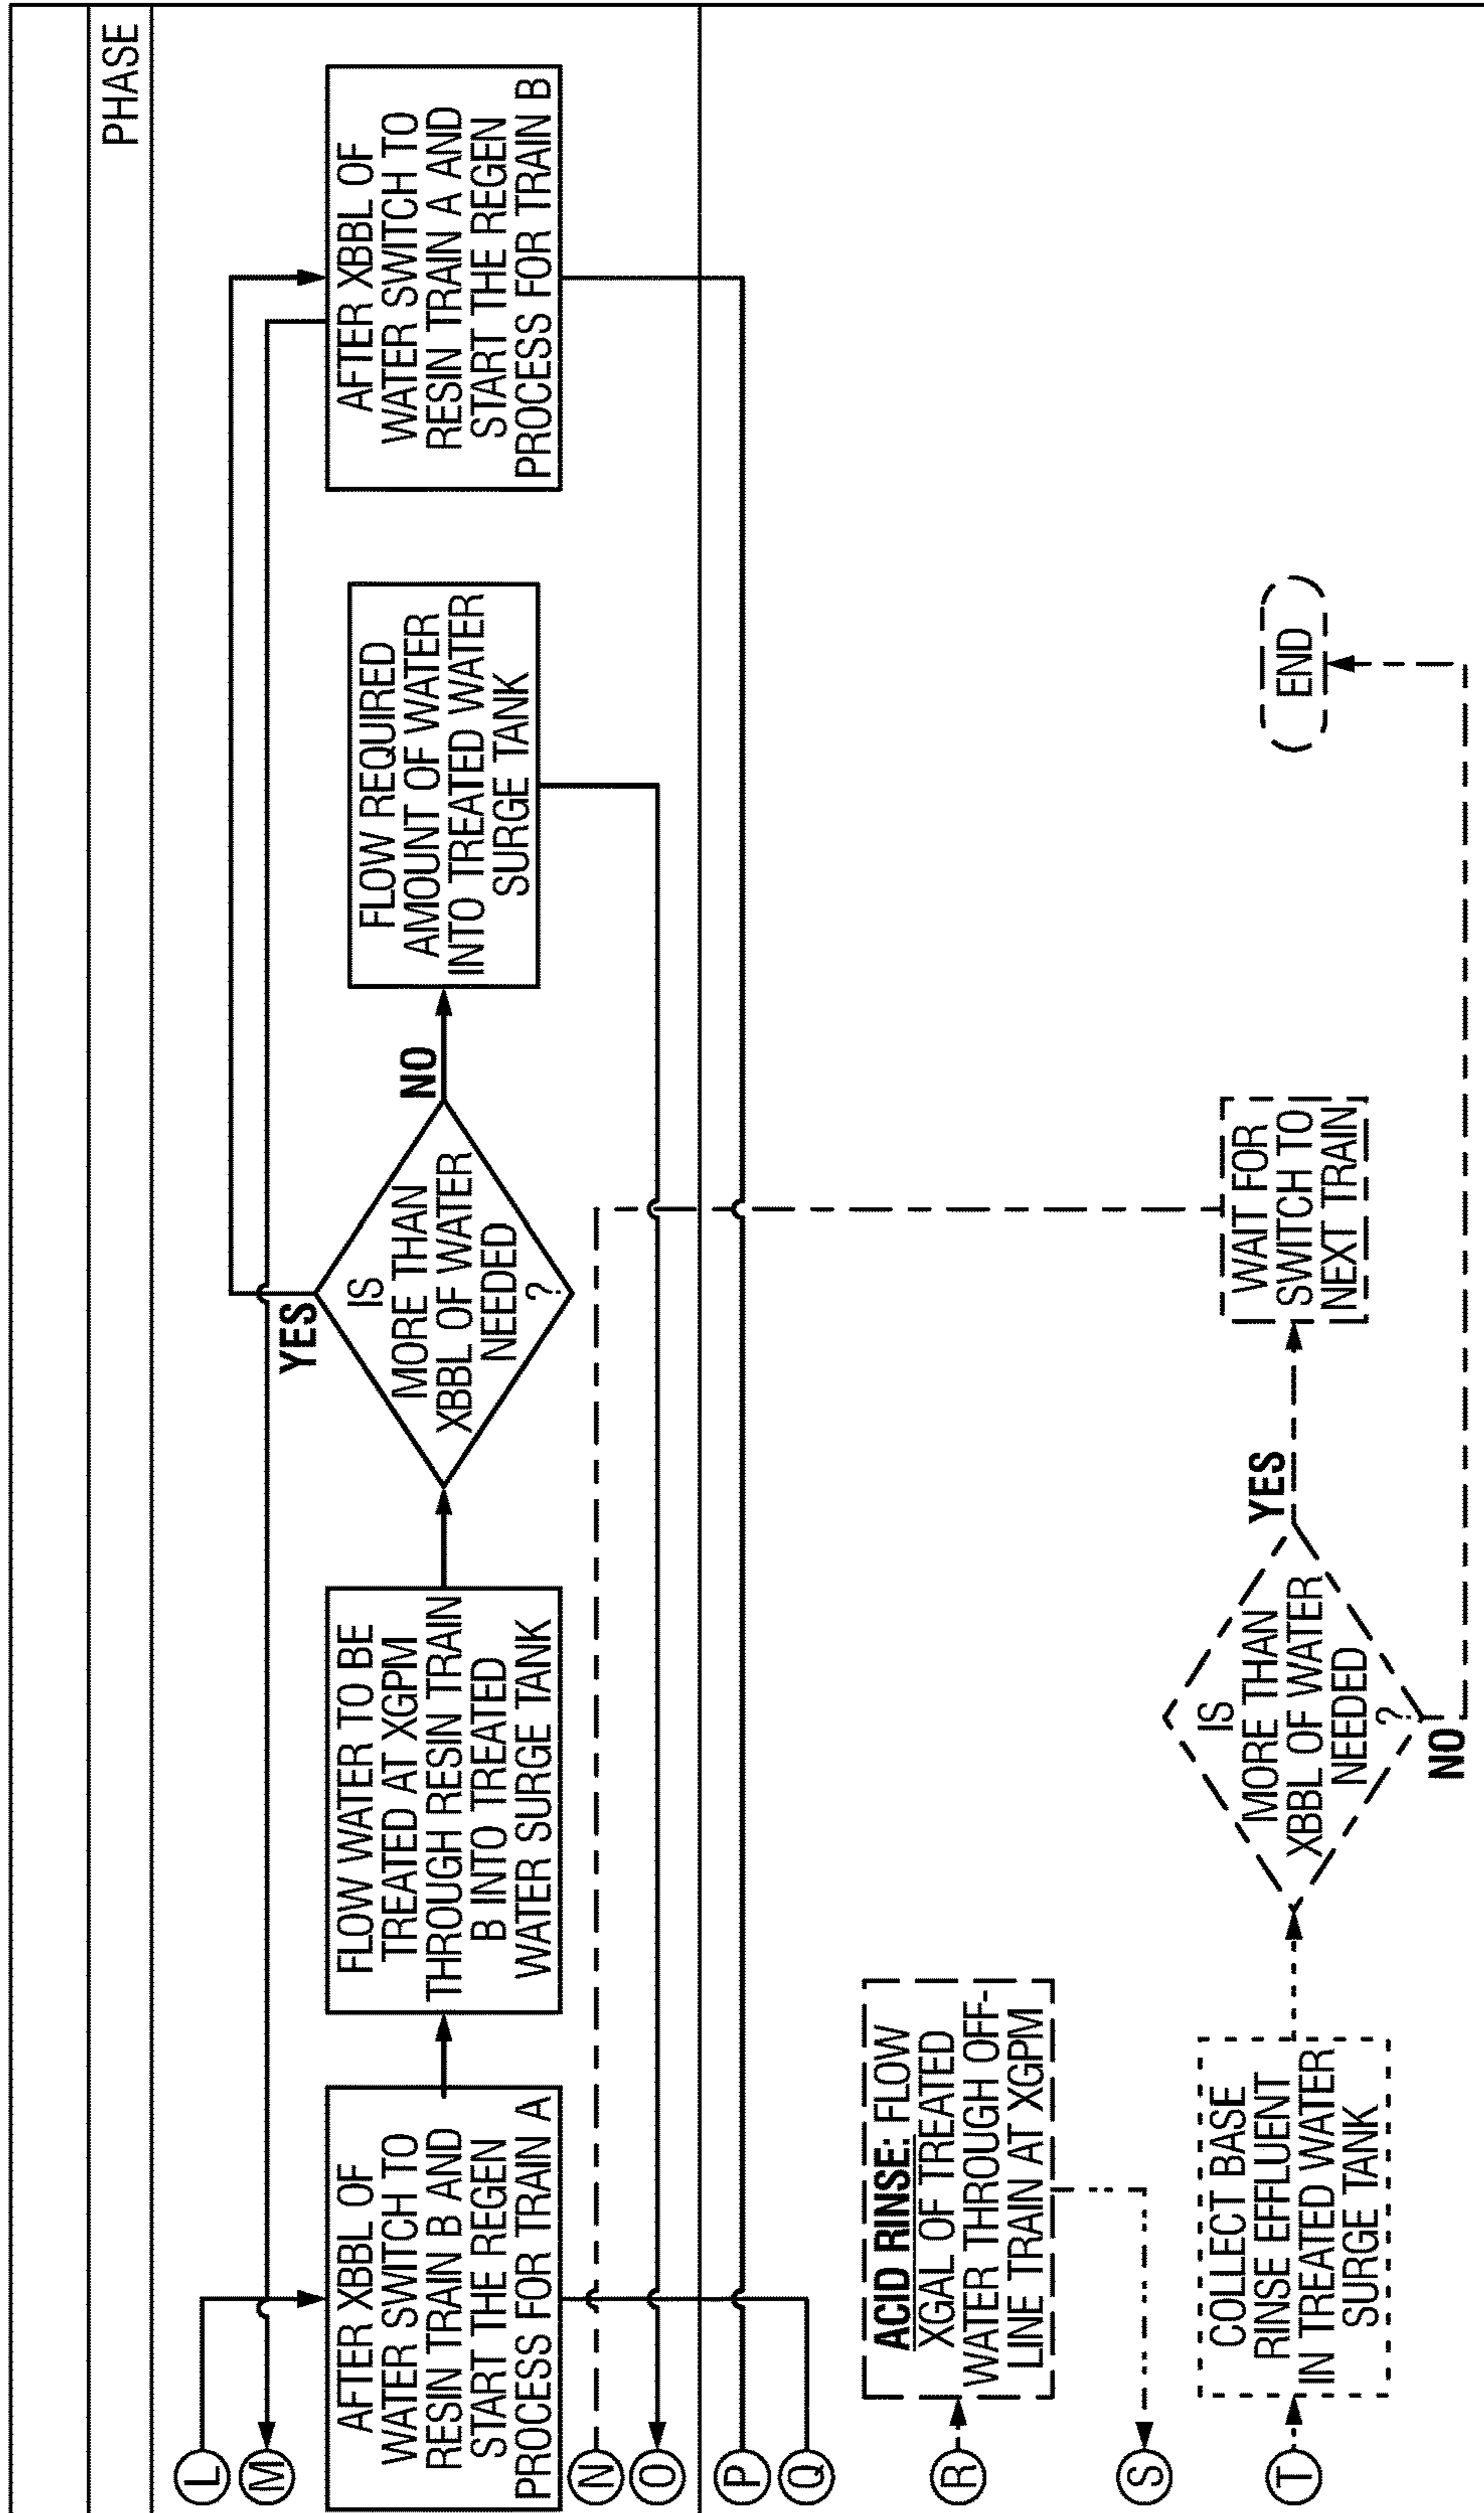 PHASE
L
M
AFTER XBBL OF
WATER SWITCH TO
RESIN TRAIN B AND
START THE REGEN
PROCESS FOR TRAIN A
FLOW WATER TO BE
TREATED AT XGPM
THROUGH RESIN TRAIN
B INTO TREATED
WATER SURGE TANK
YES
IS
MORE THAN
XBBL OF WATER
NEEDED
?
NO
FLOW REQUIRED
AMOUNT OF WATER
INTO TREATED WATER
SURGE TANK
AFTER XBBL OF
WATER SWITCH TO
RESIN TRAIN A AND
START THE REGEN
PROCESS FOR TRAIN B
N
O
P
Q
R
ACID RINSE: FLOW
XGAL OF TREATED
WATER THROUGH OFF-
LINE TRAIN AT XGPM
S
T
COLLECT BASE
RINSE EFFLUENT
IN TREATED WATER
SURGE TANK
IS
MORE THAN
XBBL OF WATER
NEEDED
?
YES
NO
WAIT FOR
SWITCH TO
NEXT TRAIN
END